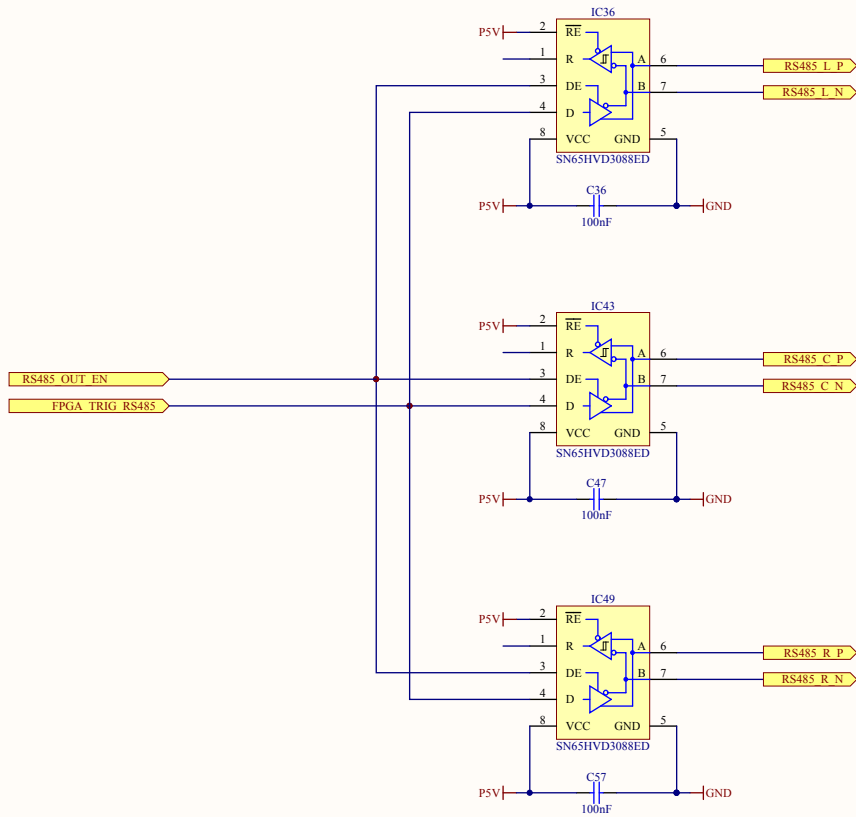 IC36
P5V 2 RE
1 R A 6 RS485_L_P
3 DE B 7 RS485_L_N
4 D
8 VCC GND 5
SN65HVD3088ED
C36
P5V GND
100nF
IC43
P5V 2 RE
1 R A 6 RS485_C_P
RS485_OUT_EN 3 DE B 7 RS485_C_N
FPGA_TRIG_RS485 4 D
8 VCC GND 5
SN65HVD3088ED
C47
P5V GND
100nF
IC49
P5V 2 RE
1 R A 6 RS485_R_P
3 DE B 7 RS485_R_N
4 D
8 VCC GND 5
SN65HVD3088ED
C57
P5V GND
100nF